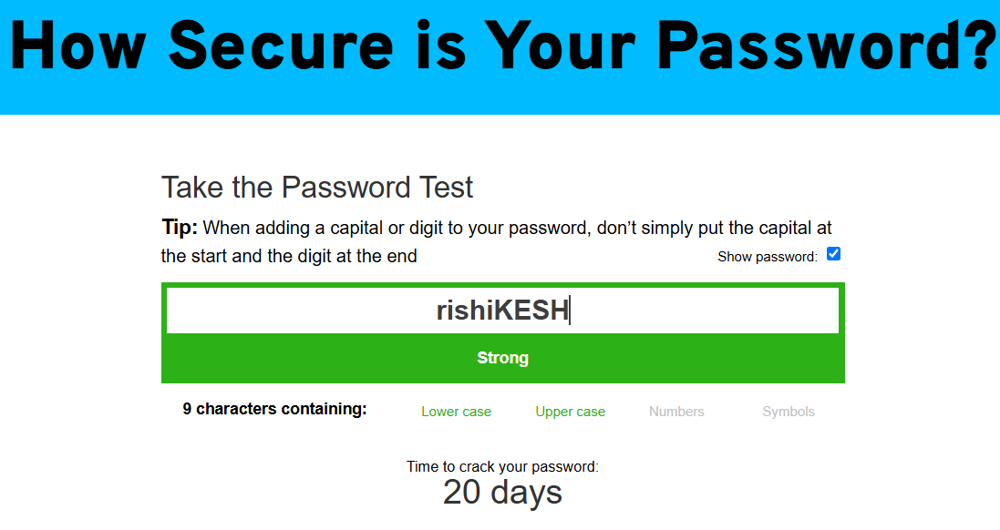 How Secure is Your Password?
Take the Password Test
Tip: When adding a capital or digit to your password, don’t simply put the capital at
the start and the digit at the end
Show password:
rishiKESH
Strong
9 characters containing: Lower case Upper case Numbers Symbols
Time to crack your password:
20 days